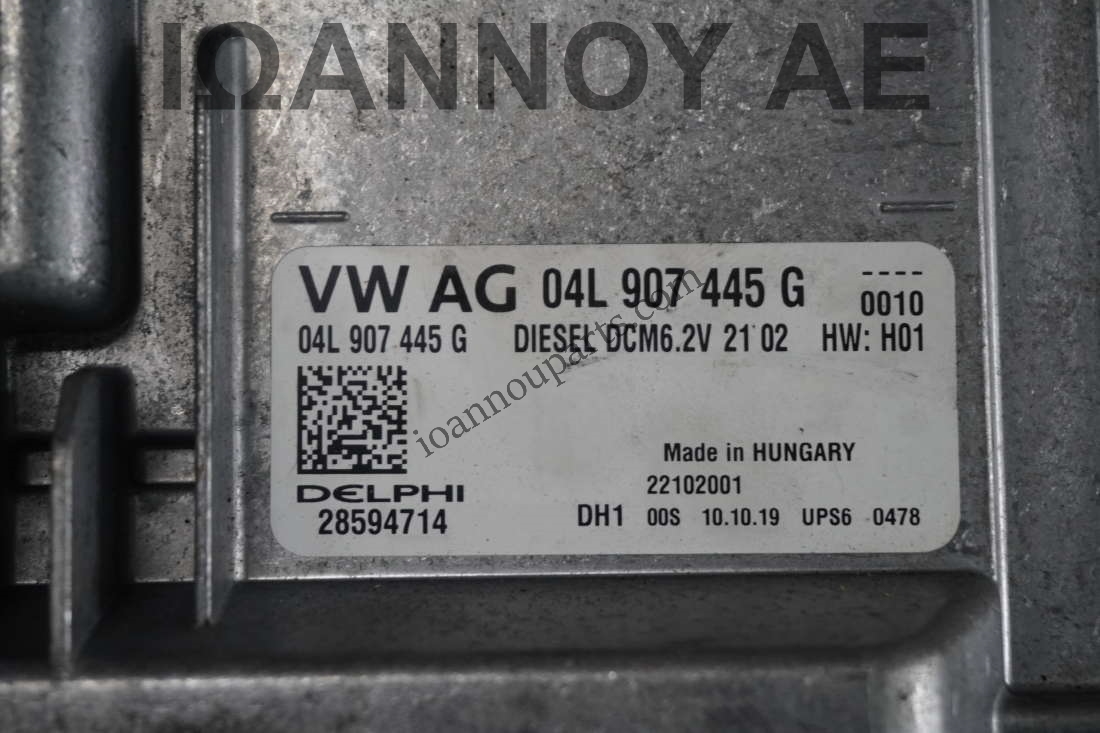 ΙΩΑΝΝΟΥ ΑΕ
VW AG 04L 907 445 G ----
0010
04L 907 445 G DIESEL DCM6.2V 21 02 HW: H01
ioannouparts.com
Made in HUNGARY
22102001
DELPHI
28594714
DH1 00S 10.10.19 UPS6 0478